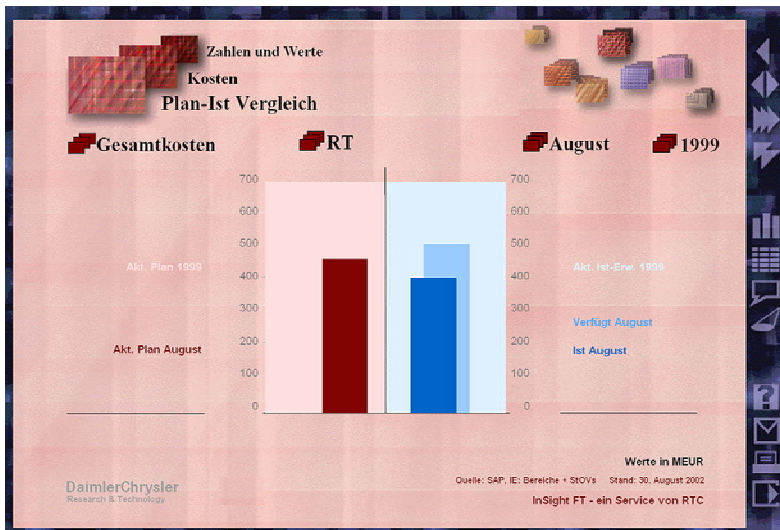 Zahlen und Werte
Kosten
Plan-Ist Vergleich
Gesamtkosten
RT
August
1999
700
600
500
400
300
200
100
0
700
600
500
400
300
200
100
0
Akt. Plan 1999
Akt. Plan August
Akt. Ist-Erw. 1999
Verfügt August
Ist August
Werte in MEUR
Quelle: SAP, IE: Bereiche + StOVs Stand: 30. August 2002
InSight FT - ein Service von RTC
DaimlerChrysler
Research & Technology
?